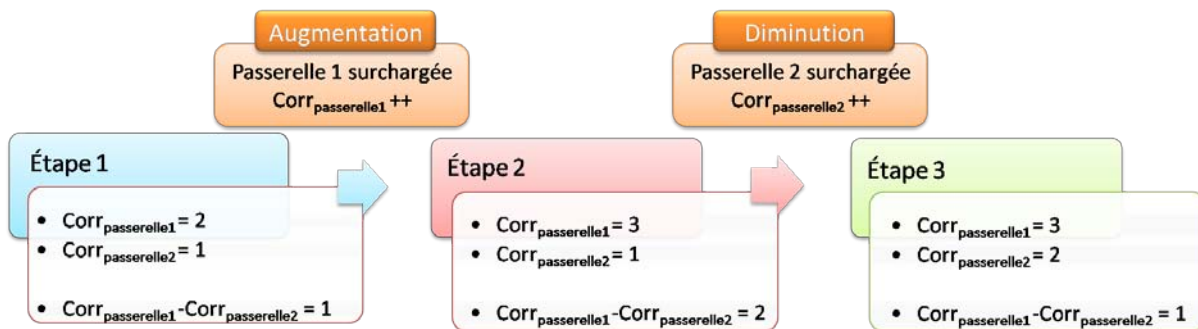 Augmentation
Passerelle 1 surchargée
Corrpasserelle1 ++
Diminution
Passerelle 2 surchargée
Corrpasserelle2 ++
Étape 1
• Corrpasserelle1 = 2
• Corrpasserelle2 = 1
• Corrpasserelle1-Corrpasserelle2 = 1
Étape 2
• Corrpasserelle1 = 3
• Corrpasserelle2 = 1
• Corrpasserelle1-Corrpasserelle2 = 2
Étape 3
• Corrpasserelle1 = 3
• Corrpasserelle2 = 2
• Corrpasserelle1-Corrpasserelle2 = 1